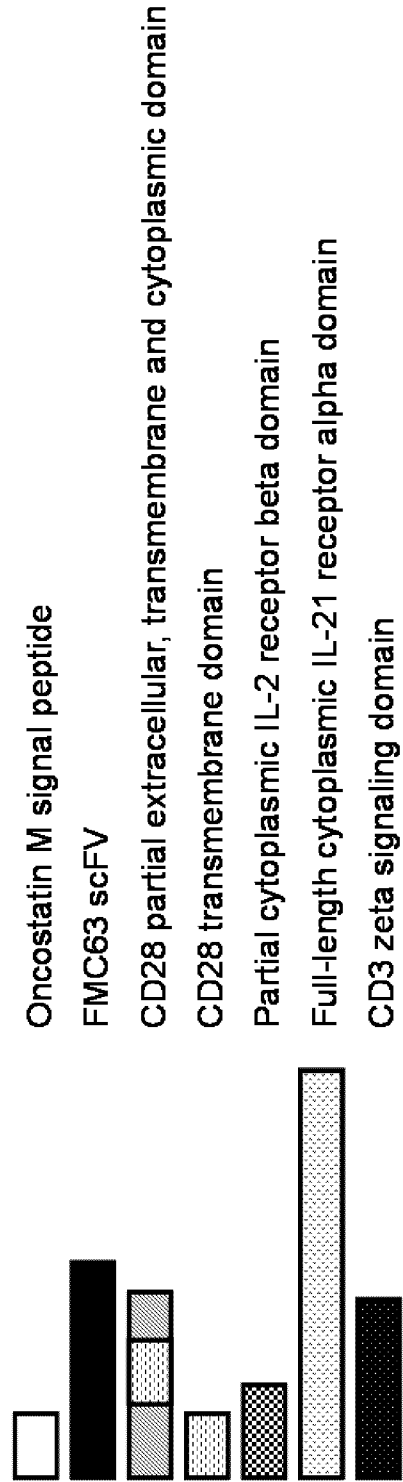 Oncostatin M signal peptide
FMC63 scFV
CD28 partial extracellular, transmembrane and cytoplasmic domain
CD28 transmembrane domain
Partial cytoplasmic IL-2 receptor beta domain
Full-length cytoplasmic IL-21 receptor alpha domain
CD3 zeta signaling domain